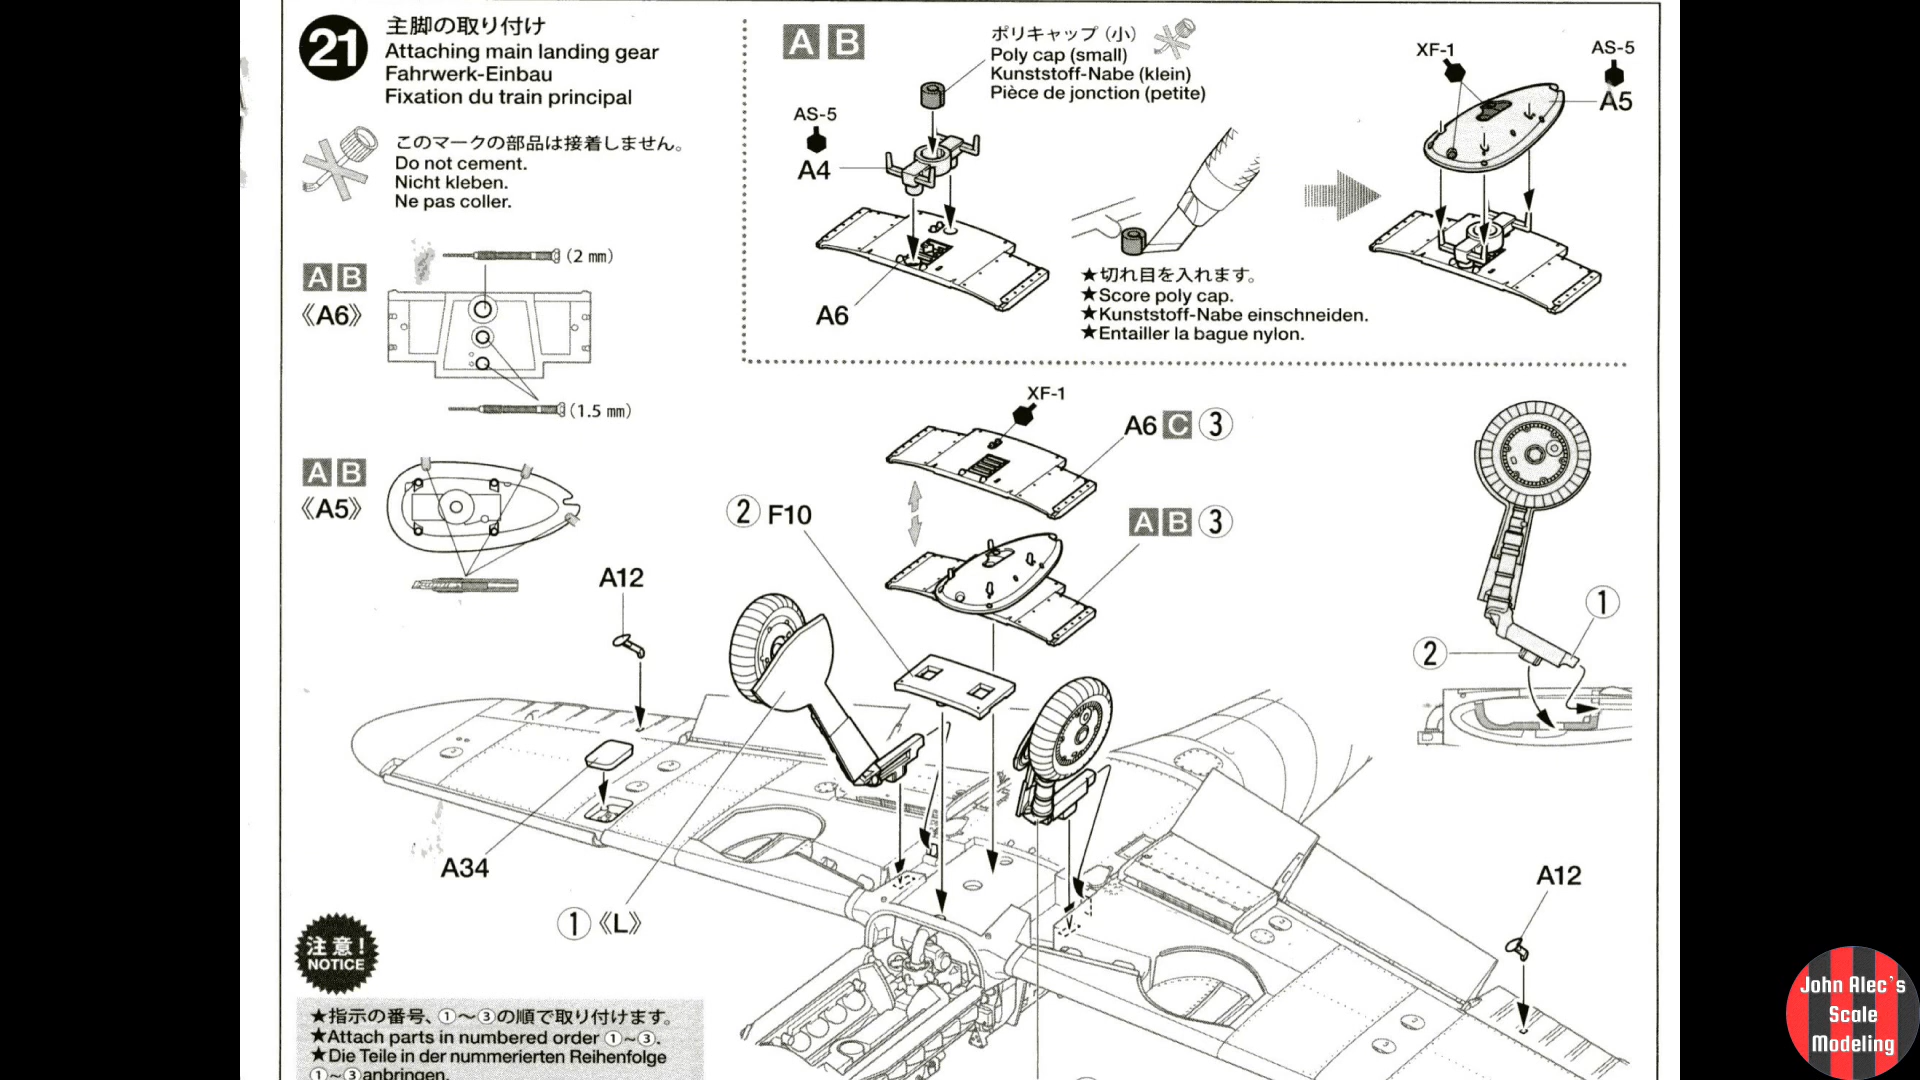 21
主脚の取り付け
Attaching main landing gear
Fahrwerk-Einbau
Fixation du train principal
このマークの部品は接着しません。
Do not cement.
Nicht kleben.
Ne pas coller.
A B
《A6》
(2 mm)
(1.5 mm)
A B
《A5》
A B
ポリキャップ（小）
Poly cap (small)
Kunststoff-Nabe (klein)
Pièce de jonction (petite)
AS-5
A4
A6
★切れ目を入れます。
★Score poly cap.
★Kunststoff-Nabe einschneiden.
★Entailler la bague nylon.
XF-1
AS-5
A5
XF-1
A6 C ③
② F10
A B ③
A12
①
②
A34
① 《L》
A12
注意！
NOTICE
★指示の番号、①～③の順で取り付けます。
★Attach parts in numbered order ①～③.
★Die Teile in der nummerierten Reihenfolge
①～③ anbringen.
John Alec's
Scale
Modeling